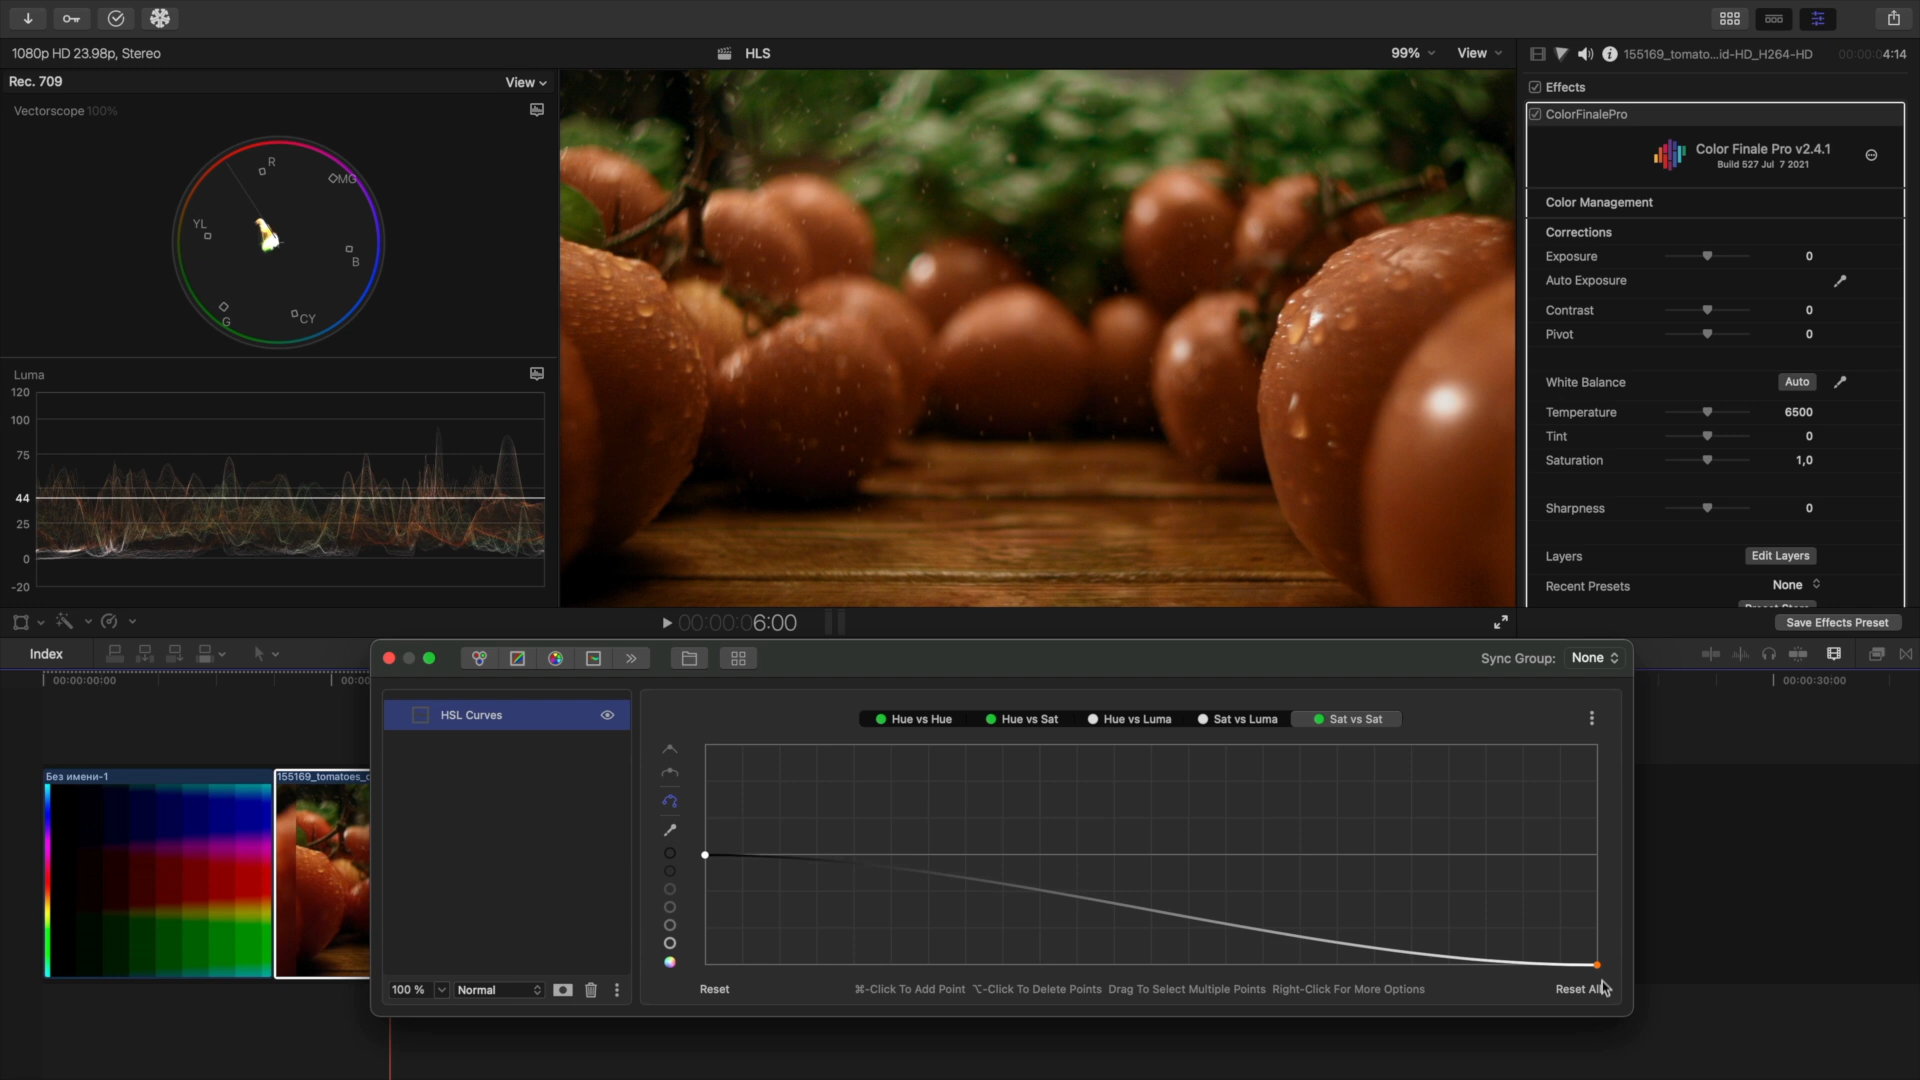 1080p HD 23.98p, Stereo
HLS
99%
View
155169_tomato...id-HD_H264-HD
00:00:04:14
Rec. 709
View
Effects
Vectorscope 100%
ColorFinalePro
Color Finale Pro v2.4.1
Build 527 Jul 7 2021
R
MG
YL
B
G
CY
Color Management
Corrections
Exposure 0
Auto Exposure
Contrast 0
Pivot 0
White Balance Auto
Temperature 6500
Tint 0
Saturation 1,0
Sharpness 0
Layers Edit Layers
Recent Presets None
Luma
120
100
75
44
25
0
-20
00:00:06:00
Save Effects Preset
Index
Sync Group: None
00:00:00:00
00:00
00:00:30:00
HSL Curves
Hue vs Hue
Hue vs Sat
Hue vs Luma
Sat vs Luma
Sat vs Sat
Без имени-1
155169_tomatoes_
100 %
Normal
Reset
⌘-Click To Add Point ⌥-Click To Delete Points Drag To Select Multiple Points Right-Click For More Options
Reset All